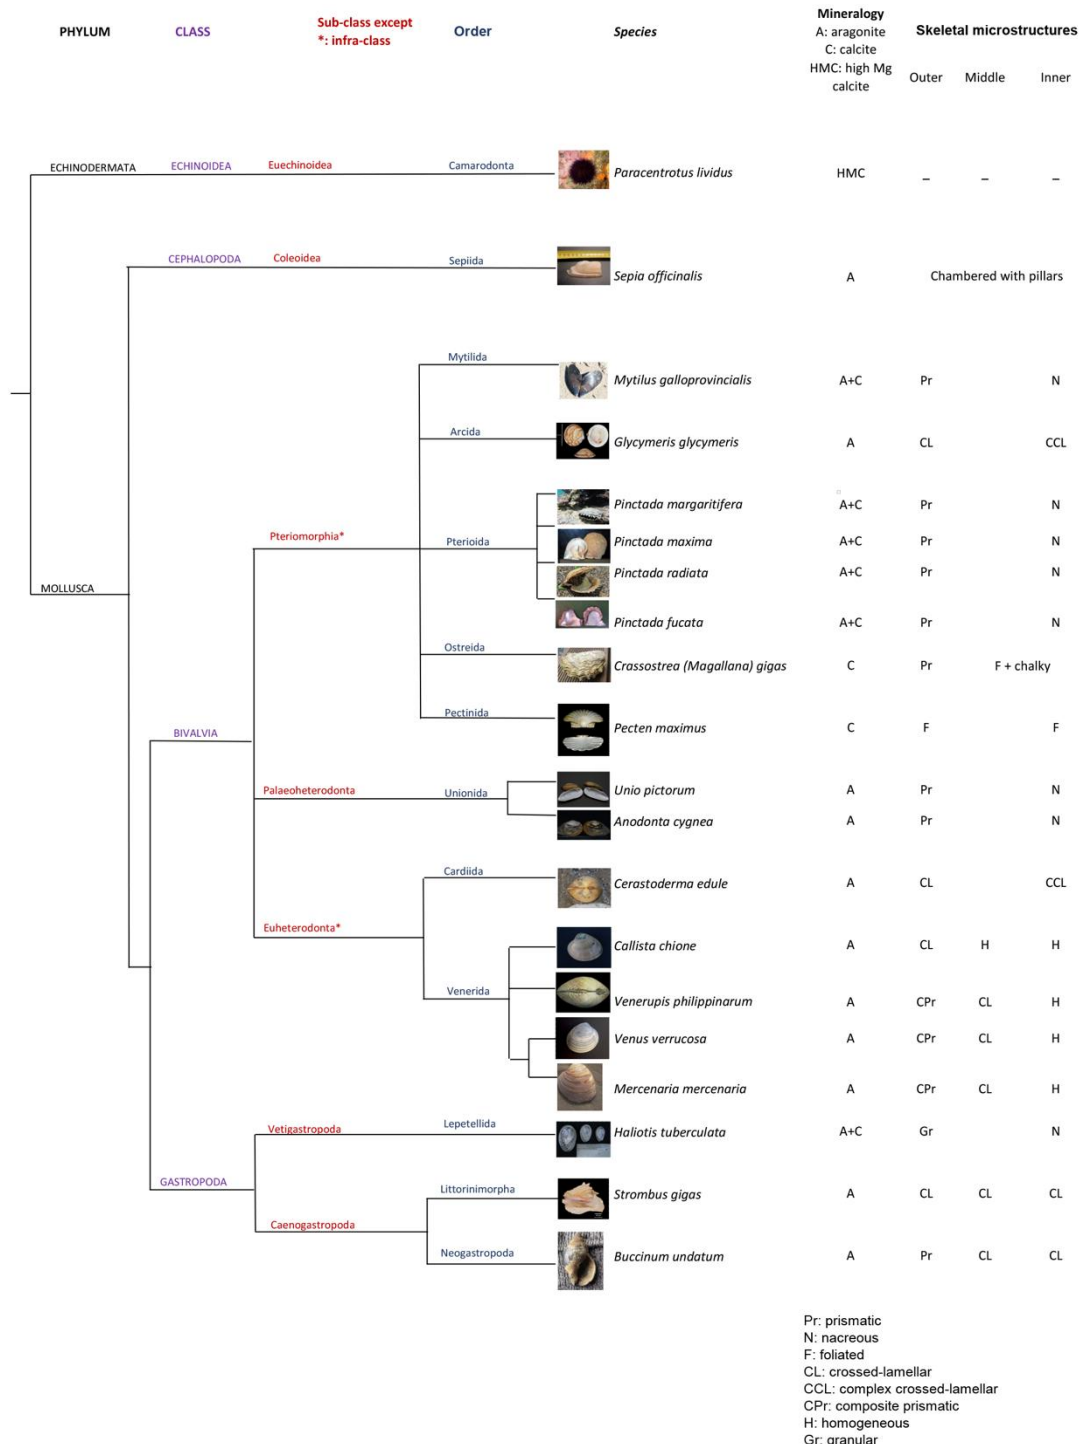 PHYLUM CLASS Sub-class except Order Species Mineralogy Skeletal microstructures
*: infra-class A: aragonite
C: calcite
HMC: high Mg Outer Middle Inner
calcite
ECHINODERMATA ECHINOIDEA Euechinoidea Camarodonta Paracentrotus lividus HMC – – –
CEPHALOPODA Coleoidea Sepiida Sepia officinalis A Chambered with pillars
Mytilida Mytilus galloprovincialis A+C Pr N
Arcida Glycymeris glycymeris A CL CCL
Pinctada margaritifera A+C Pr N
Pteriomorphia* Pterioida Pinctada maxima A+C Pr N
Pinctada radiata A+C Pr N
MOLLUSCA
Pinctada fucata A+C Pr N
Ostreida Crassostrea (Magallana) gigas C Pr F + chalky
Pectinida Pecten maximus C F F
BIVALVIA
Palaeoheterodonta Unionida Unio pictorum A Pr N
Anodonta cygnea A Pr N
Cardiida Cerastoderma edule A CL CCL
Euheterodonta*
Callista chione A CL H H
Venerida Venerupis philippinarum A CPr CL H
Venus verrucosa A CPr CL H
Mercenaria mercenaria A CPr CL H
Vetigastropoda Lepetellida Haliotis tuberculata A+C Gr N
GASTROPODA Littorinimorpha Strombus gigas A CL CL CL
Caenogastropoda
Neogastropoda Buccinum undatum A Pr CL CL
Pr: prismatic
N: nacreous
F: foliated
CL: crossed-lamellar
CCL: complex crossed-lamellar
CPr: composite prismatic
H: homogeneous
Gr: granular